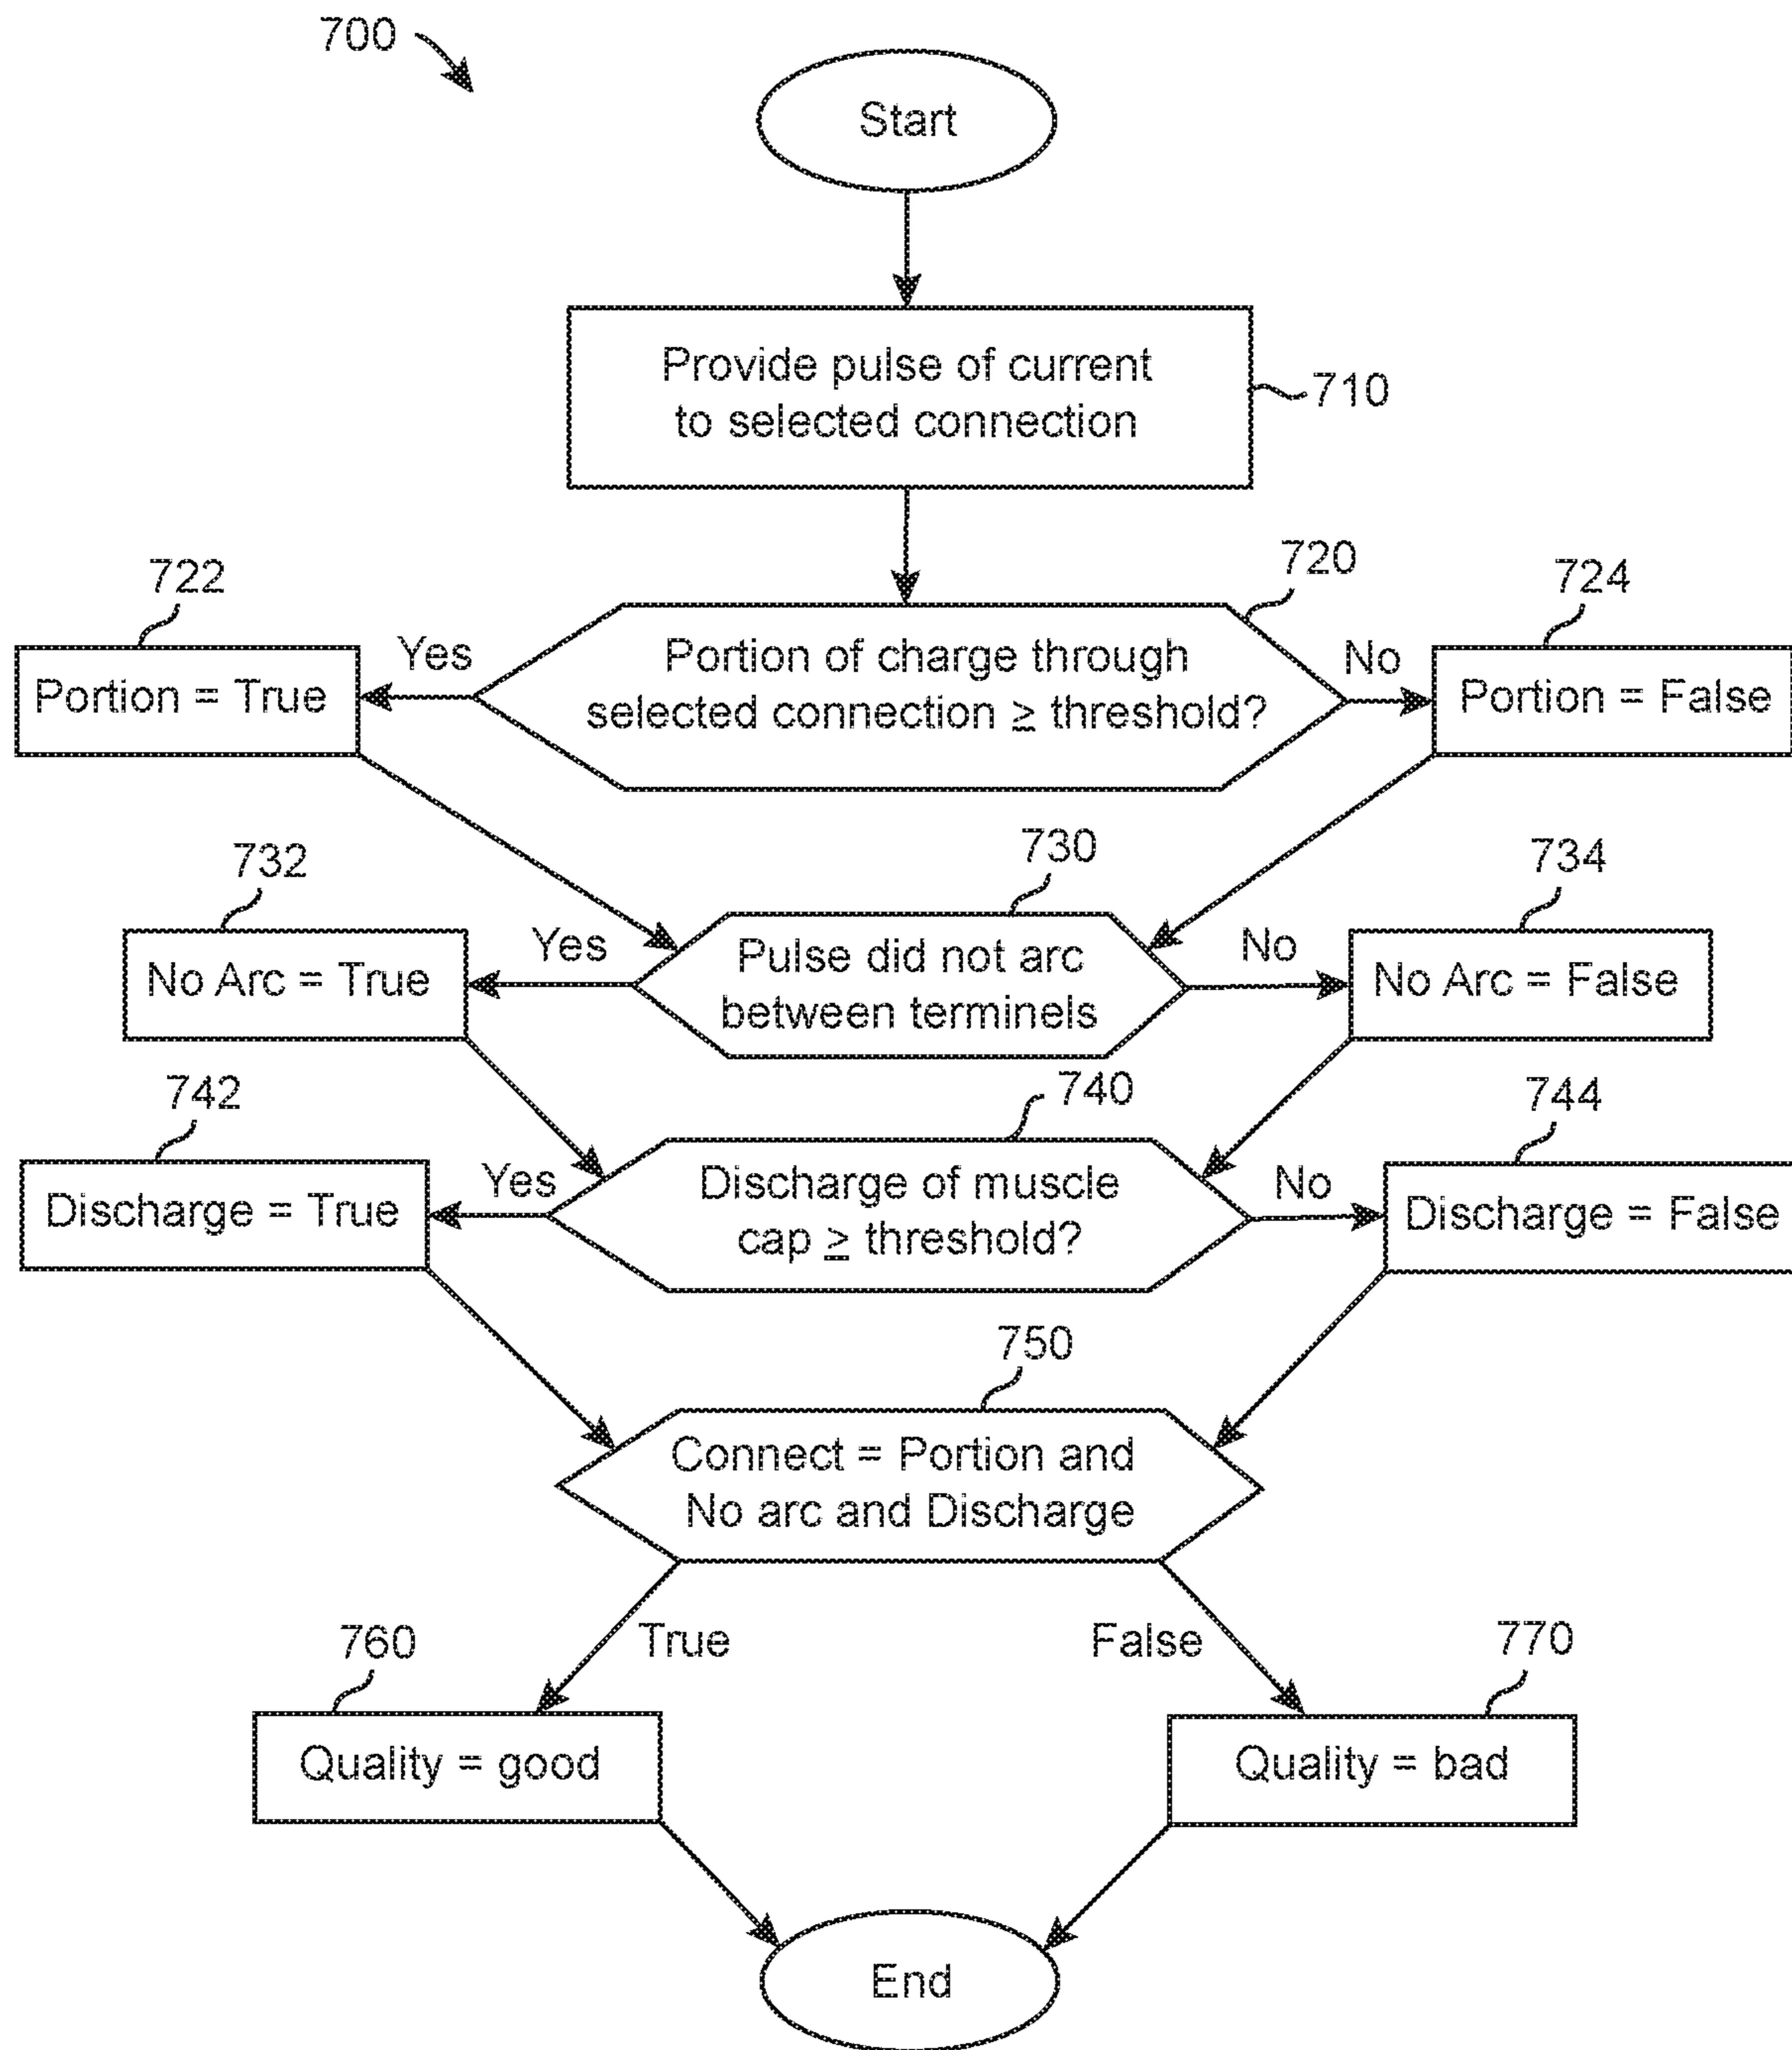 700
Start
Provide pulse of current
to selected connection
710
720
722
724
Yes
Portion of charge through
selected connection ≥ threshold?
No
Portion = True
Portion = False
730
732
734
Yes
Pulse did not arc
between terminels
No
No Arc = True
No Arc = False
740
742
744
Yes
Discharge of muscle
cap ≥ threshold?
No
Discharge = True
Discharge = False
750
Connect = Portion and
No arc and Discharge
760
True
False
770
Quality = good
Quality = bad
End